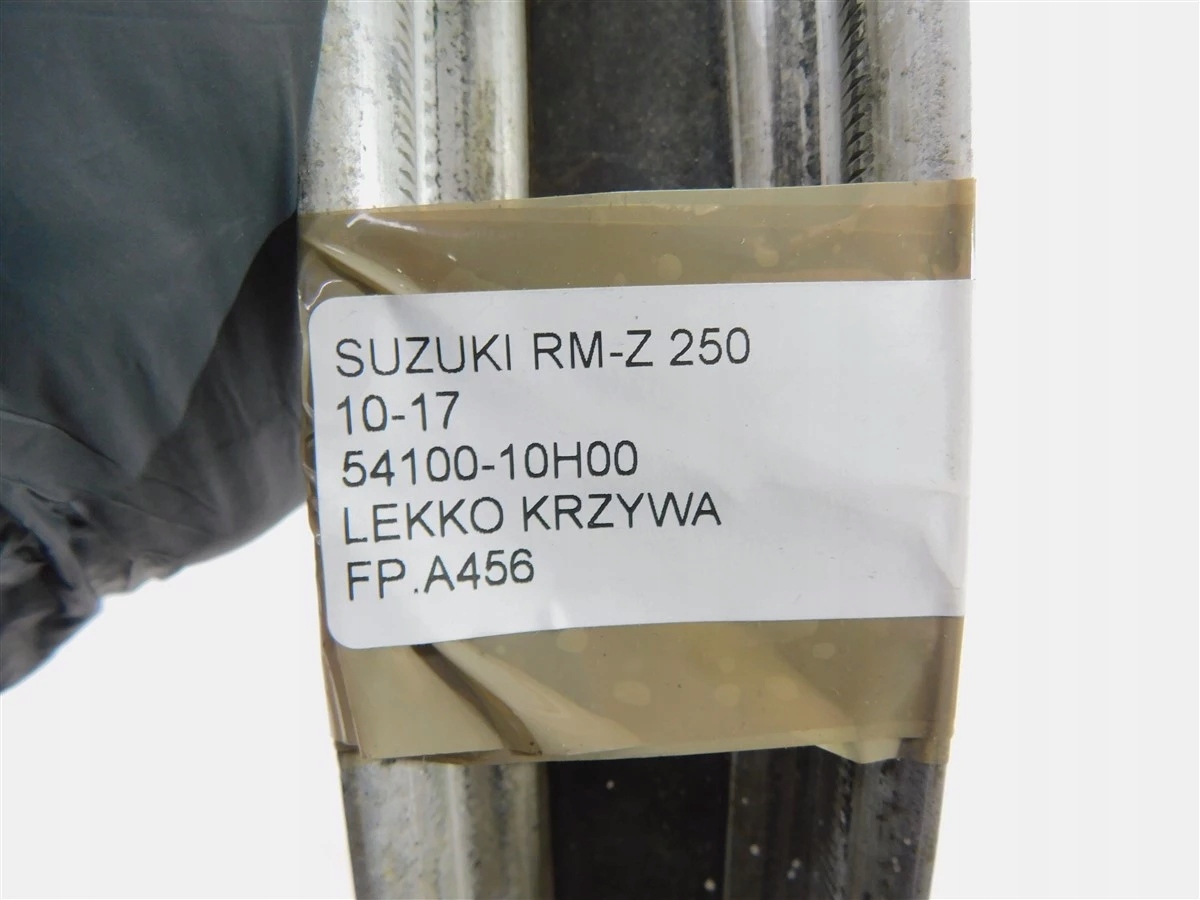 SUZUKI RM-Z 250
10-17
54100-10H00
LEKKO KRZYWA
FP.A456